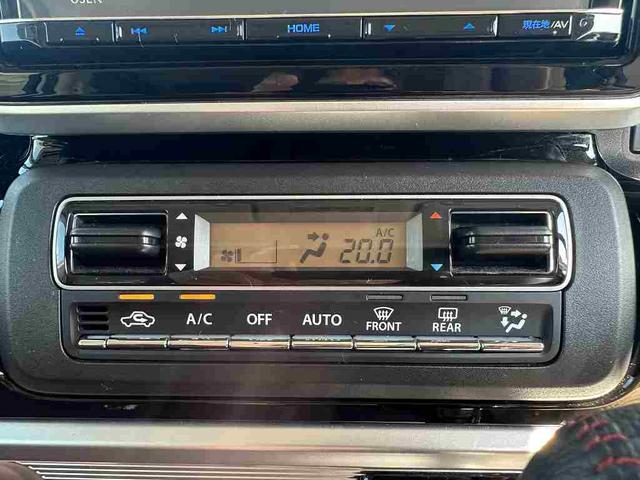 HOME
現在地/AV
A/C
20.0
A/C
OFF
AUTO
FRONT
REAR